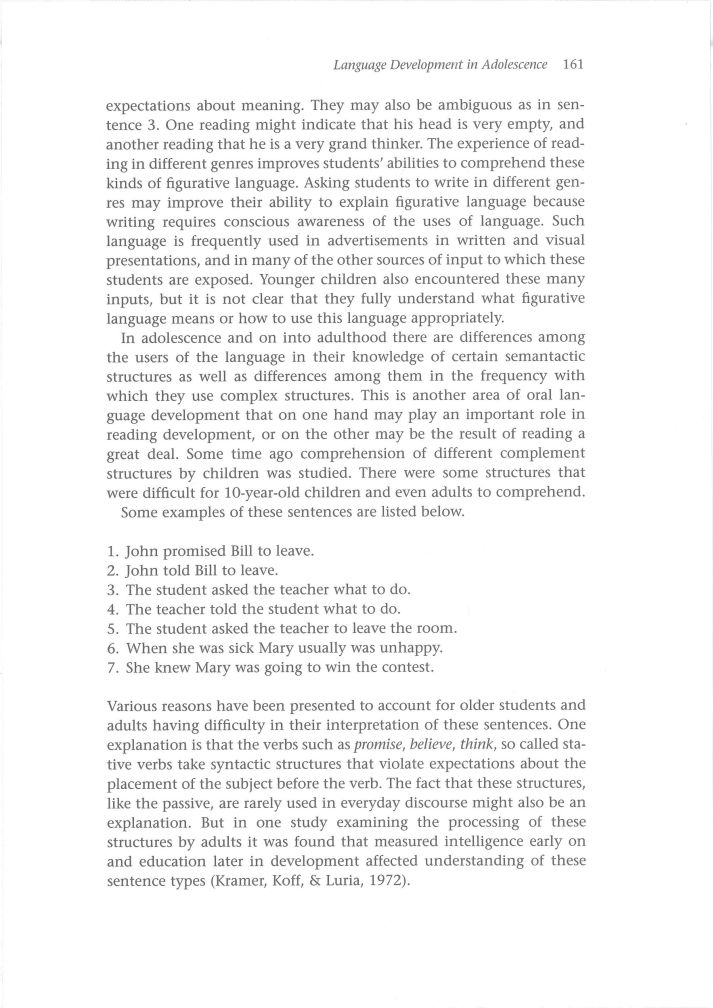 Language Development in Adolescence 161
expectations about meaning. They may also be ambiguous as in sen-
tence 3. One reading might indicate that his head is very empty, and
another reading that he is a very grand thinker. The experience of read-
ing in different genres improves students' abilities to comprehend these
kinds of figurative language. Asking students to write in different gen-
res may improve their ability to explain figurative language because
writing requires conscious awareness of the uses of language. Such
language is frequently used in advertisements in written and visual
presentations, and in many of the other sources of input to which these
students are exposed. Younger children also encountered these many
inputs, but it is not clear that they fully understand what figurative
language means or how to use this language appropriately.
In adolescence and on into adulthood there are differences among
the users of the language in their knowledge of certain semantactic
structures as well as differences among them in the frequency with
which they use complex structures. This is another area of oral lan-
guage development that on one hand may play an important role in
reading development, or on the other may be the result of reading a
great deal. Some time ago comprehension of different complement
structures by children was studied. There were some structures that
were difficult for 10-year-old children and even adults to comprehend.
Some examples of these sentences are listed below.
1. John promised Bill to leave.
2. John told Bill to leave.
3. The student asked the teacher what to do.
4. The teacher told the student what to do.
5. The student asked the teacher to leave the room.
6. When she was sick Mary usually was unhappy.
7. She knew Mary was going to win the contest.
Various reasons have been presented to account for older students and
adults having difficulty in their interpretation of these sentences. One
explanation is that the verbs such as promise, believe, think, so called sta-
tive verbs take syntactic structures that violate expectations about the
placement of the subject before the verb. The fact that these structures,
like the passive, are rarely used in everyday discourse might also be an
explanation. But in one study examining the processing of these
structures by adults it was found that measured intelligence early on
and education later in development affected understanding of these
sentence types (Kramer, Koff, & Luria, 1972).